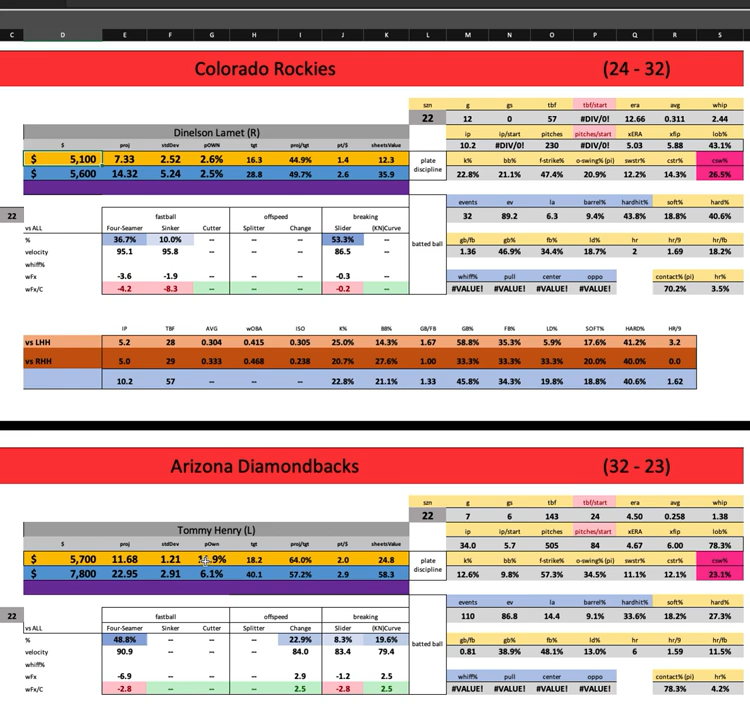 C D E F G H I J K L M N O P Q R S
Colorado Rockies (24 - 32)
szn g gs tbf tbf/start era avg whip
22 12 0 57 #DIV/0! 12.66 0.311 2.44
Dinelson Lamet (R) ip ip/start pitches pitches/start xERA xfip lob%
$ proj stdDev pOWN tgt proj/tgt pt/$ sheetsValue 10.2 #DIV/0! 230 #DIV/0! 5.03 5.88 43.1%
$ 5,100 7.33 2.52 2.6% 16.3 44.9% 1.4 12.3 plate discipline k% bb% f-strike% o-swing% (pi) swstr% cstr% csw%
$ 5,600 14.32 5.24 2.5% 28.8 49.7% 2.6 35.9 22.8% 21.1% 47.4% 20.9% 12.2% 14.3% 26.5%
events ev la barrel% hardhit% soft% hard%
22 fastball offspeed breaking 32 89.2 6.3 9.4% 43.8% 18.8% 40.6%
vs ALL Four-Seamer Sinker Cutter Splitter Change Slider (KN)Curve
% 36.7% 10.0% -- -- -- 53.3% -- batted ball gb/fb gb% fb% ld% hr hr/9 hr/fb
velocity 95.1 95.8 -- -- -- 86.5 -- 1.36 46.9% 34.4% 18.7% 2 1.69 18.2%
whiff%
wFx -3.6 -1.9 -- -- -- -0.3 -- whiff% pull center oppo contact% (pi) hr%
wFx/C -4.2 -8.3 -- -- -- -0.2 -- #VALUE! #VALUE! #VALUE! #VALUE! 70.2% 3.5%
IP TBF AVG wOBA ISO K% BB% GB/FB GB% FB% LD% SOFT% HARD% HR/9
vs LHH 5.2 28 0.304 0.415 0.305 25.0% 14.3% 1.67 58.8% 35.3% 5.9% 17.6% 41.2% 3.2
vs RHH 5.0 29 0.333 0.468 0.238 20.7% 27.6% 1.00 33.3% 33.3% 33.3% 20.0% 40.0% 0.0
10.2 57 -- -- -- 22.8% 21.1% 1.33 45.8% 34.3% 19.8% 18.8% 40.6% 1.62
Arizona Diamondbacks (32 - 23)
szn g gs tbf tbf/start era avg whip
22 7 6 143 24 4.50 0.258 1.38
Tommy Henry (L) ip ip/start pitches pitches/start xERA xfip lob%
$ proj stdDev pOwn tgt proj/tgt pt/$ sheetsValue 34.0 5.7 505 84 4.67 6.00 78.3%
$ 5,700 11.68 1.21 18.2 64.0% 2.0 24.8 plate discipline k% bb% f-strike% o-swing% (pi) swstr% cstr% csw%
$ 7,800 22.95 2.91 6.1% 40.1 57.2% 2.9 58.3 12.6% 9.8% 57.3% 34.5% 11.1% 12.1% 23.1%
events ev la barrel% hardhit% soft% hard%
22 fastball offspeed breaking 110 86.8 14.4 9.1% 33.6% 18.2% 27.3%
vs ALL Four-Seamer Sinker Cutter Splitter Change Slider (KN)Curve
% 48.8% -- -- -- 22.9% 8.3% 19.6% batted ball gb/fb gb% fb% ld% hr hr/9 hr/fb
velocity 90.9 -- -- -- 84.0 83.4 79.4 0.81 38.9% 48.1% 13.0% 6 1.59 11.5%
whiff%
wFx -6.9 -- -- -- 2.9 -1.2 2.5 whiff% pull center oppo contact% (pi) hr%
wFx/C -2.8 -- -- -- 2.5 -2.8 2.5 #VALUE! #VALUE! #VALUE! #VALUE! 78.3% 4.2%